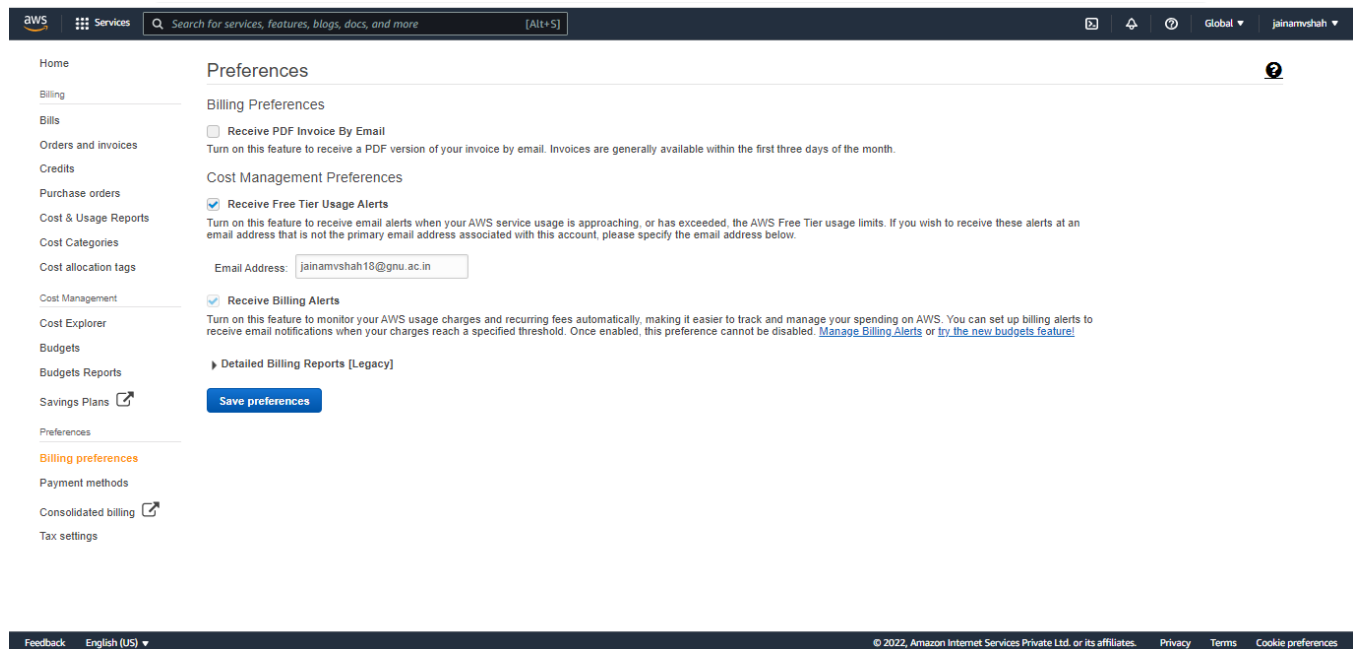 aws
Services
Search for services, features, blogs, docs, and more [Alt+S]
Global ▼
jainamvshah ▼
Home
Billing
Bills
Orders and invoices
Credits
Purchase orders
Cost & Usage Reports
Cost Categories
Cost allocation tags
Cost Management
Cost Explorer
Budgets
Budgets Reports
Savings Plans
Preferences
Billing preferences
Payment methods
Consolidated billing
Tax settings
Preferences
Billing Preferences
Receive PDF Invoice By Email
Turn on this feature to receive a PDF version of your invoice by email. Invoices are generally available within the first three days of the month.
Cost Management Preferences
Receive Free Tier Usage Alerts
Turn on this feature to receive email alerts when your AWS service usage is approaching, or has exceeded, the AWS Free Tier usage limits. If you wish to receive these alerts at an
email address that is not the primary email address associated with this account, please specify the email address below.
Email Address: jainamvshah18@gnu.ac.in
Receive Billing Alerts
Turn on this feature to monitor your AWS usage charges and recurring fees automatically, making it easier to track and manage your spending on AWS. You can set up billing alerts to
receive email notifications when your charges reach a specified threshold. Once enabled, this preference cannot be disabled. Manage Billing Alerts or try the new budgets feature!
Detailed Billing Reports [Legacy]
Save preferences
Feedback English (US) ▼
© 2022, Amazon Internet Services Private Ltd. or its affiliates. Privacy Terms Cookie preferences